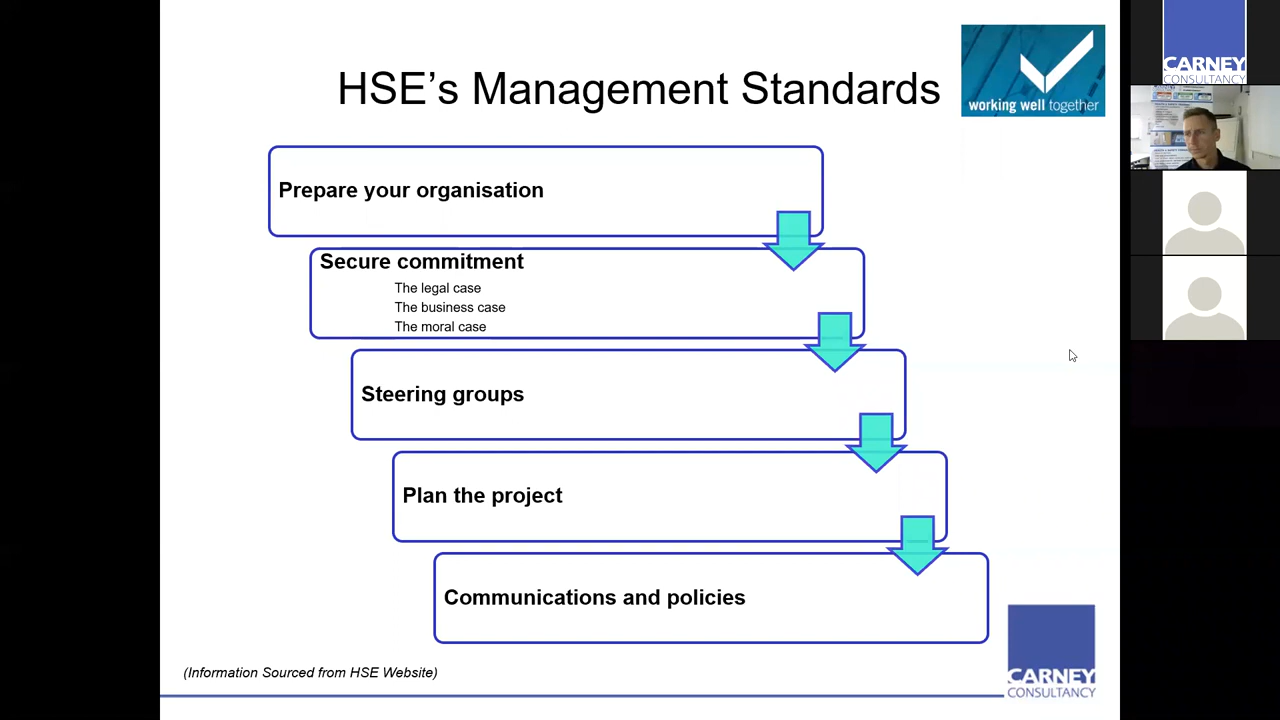 HSE’s Management Standards
working well together
Prepare your organisation
Secure commitment
The legal case
The business case
The moral case
Steering groups
Plan the project
Communications and policies
(Information Sourced from HSE Website)
CARNEY
CONSULTANCY
CARNEY
CONSULTANCY